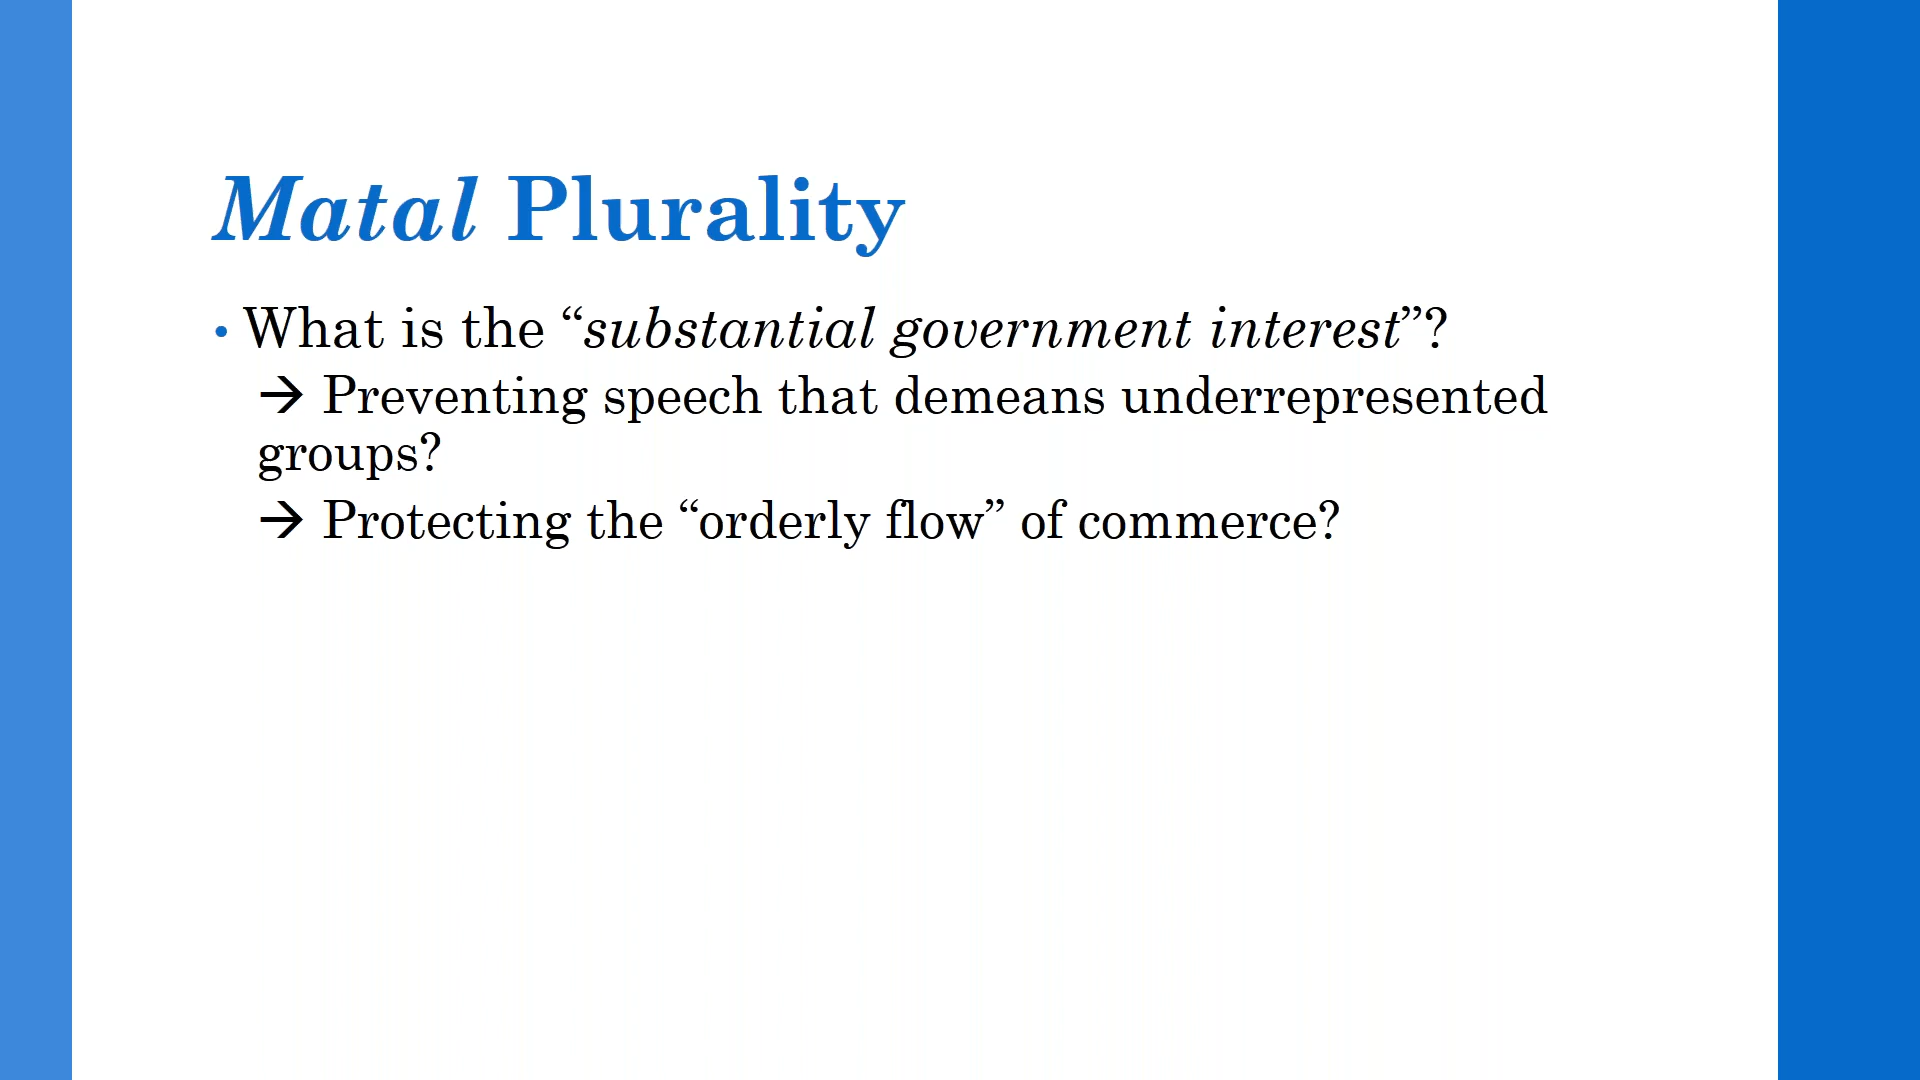 Matal Plurality
• What is the “substantial government interest”?
→ Preventing speech that demeans underrepresented
groups?
→ Protecting the “orderly flow” of commerce?